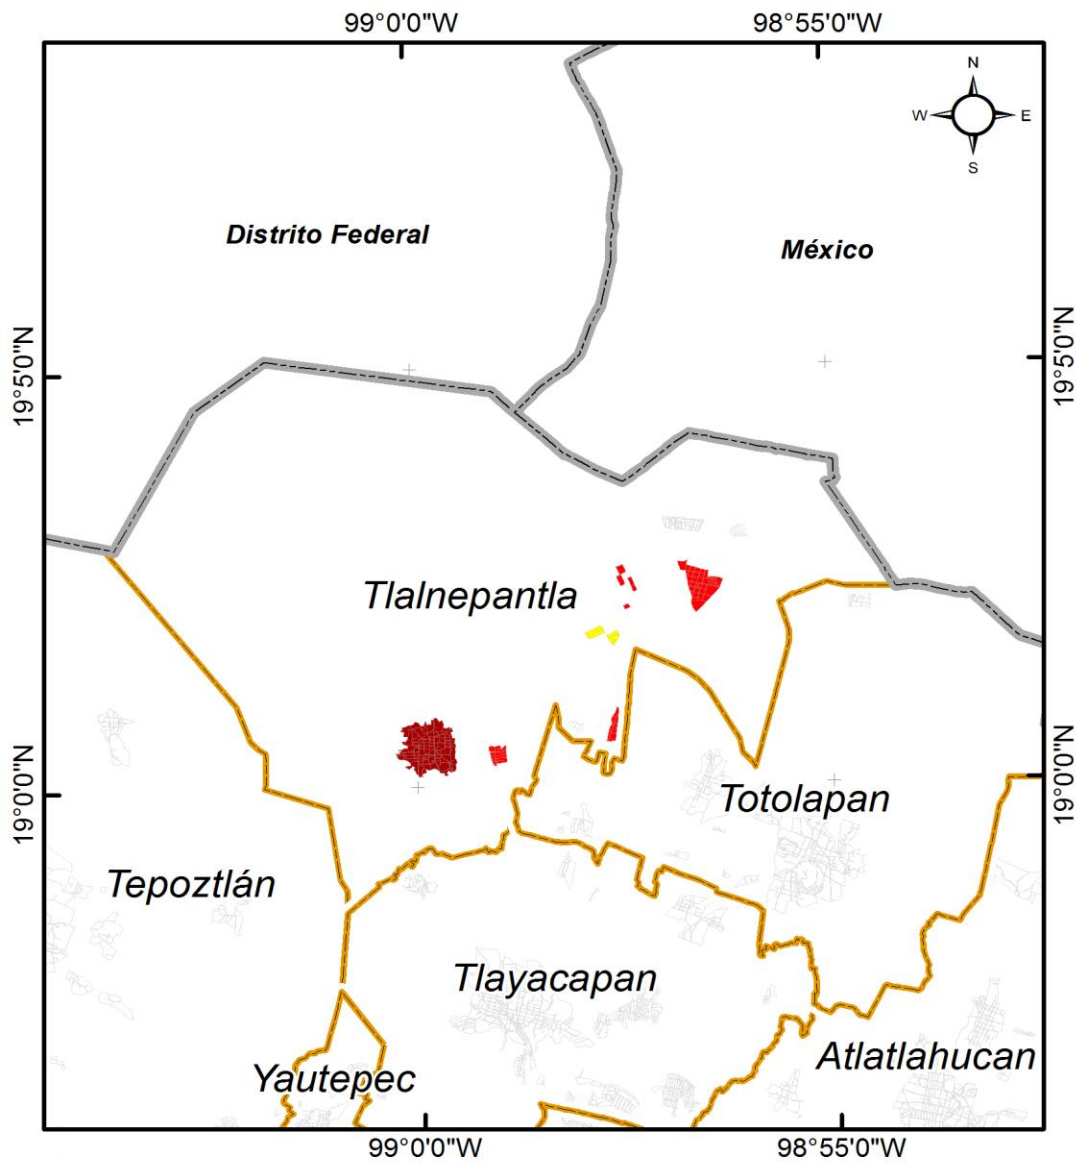 99°0'0"W
98°55'0"W
N
W
E
S
Distrito Federal
México
19°5'0"N
19°5'0"N
Tlalnepantla
19°0'0"N
19°0'0"N
Totolapan
Tepoztlán
Tlayacapan
Atlatlahucan
Yautepec
99°0'0"W
98°55'0"W